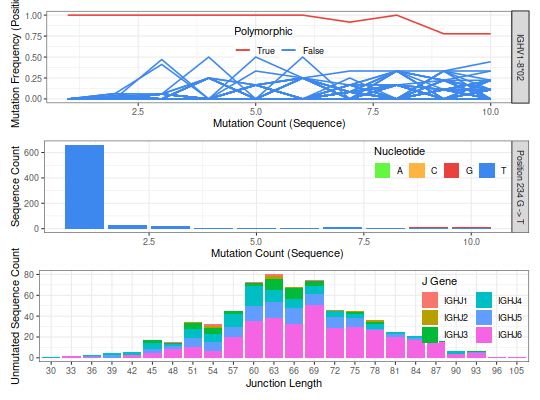 Mutation Frequency (Positi
1.00
0.75
0.50
0.25
0.00
Polymorphic
True False
2.5 5.0 7.5 10.0
Mutation Count (Sequence)
IGHV1-8*02
Sequence Count
600
400
200
0
Nucleotide
A C G T
2.5 5.0 7.5 10.0
Mutation Count (Sequence)
Position 234 G -> T
Unmutated Sequence Count
80
60
40
20
0
J Gene
IGHJ1 IGHJ4
IGHJ2 IGHJ5
IGHJ3 IGHJ6
30 33 36 39 42 45 48 51 54 57 60 63 66 69 72 75 78 81 84 87 90 93 96 105
Junction Length